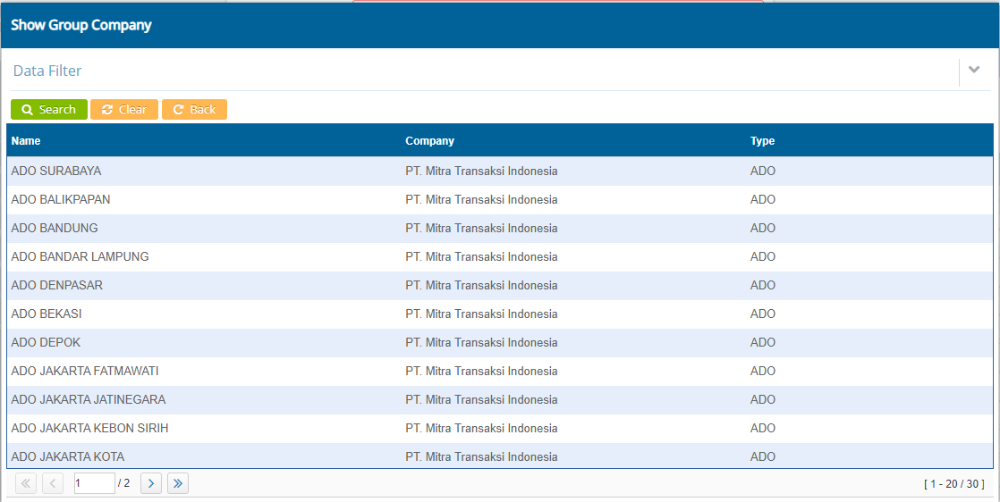 Show Group Company
Data Filter
Search Clear Back
Name Company Type
ADO SURABAYA PT. Mitra Transaksi Indonesia ADO
ADO BALIKPAPAN PT. Mitra Transaksi Indonesia ADO
ADO BANDUNG PT. Mitra Transaksi Indonesia ADO
ADO BANDAR LAMPUNG PT. Mitra Transaksi Indonesia ADO
ADO DENPASAR PT. Mitra Transaksi Indonesia ADO
ADO BEKASI PT. Mitra Transaksi Indonesia ADO
ADO DEPOK PT. Mitra Transaksi Indonesia ADO
ADO JAKARTA FATMAWATI PT. Mitra Transaksi Indonesia ADO
ADO JAKARTA JATINEGARA PT. Mitra Transaksi Indonesia ADO
ADO JAKARTA KEBON SIRIH PT. Mitra Transaksi Indonesia ADO
ADO JAKARTA KOTA PT. Mitra Transaksi Indonesia ADO
1 / 2 [ 1 - 20 / 30 ]